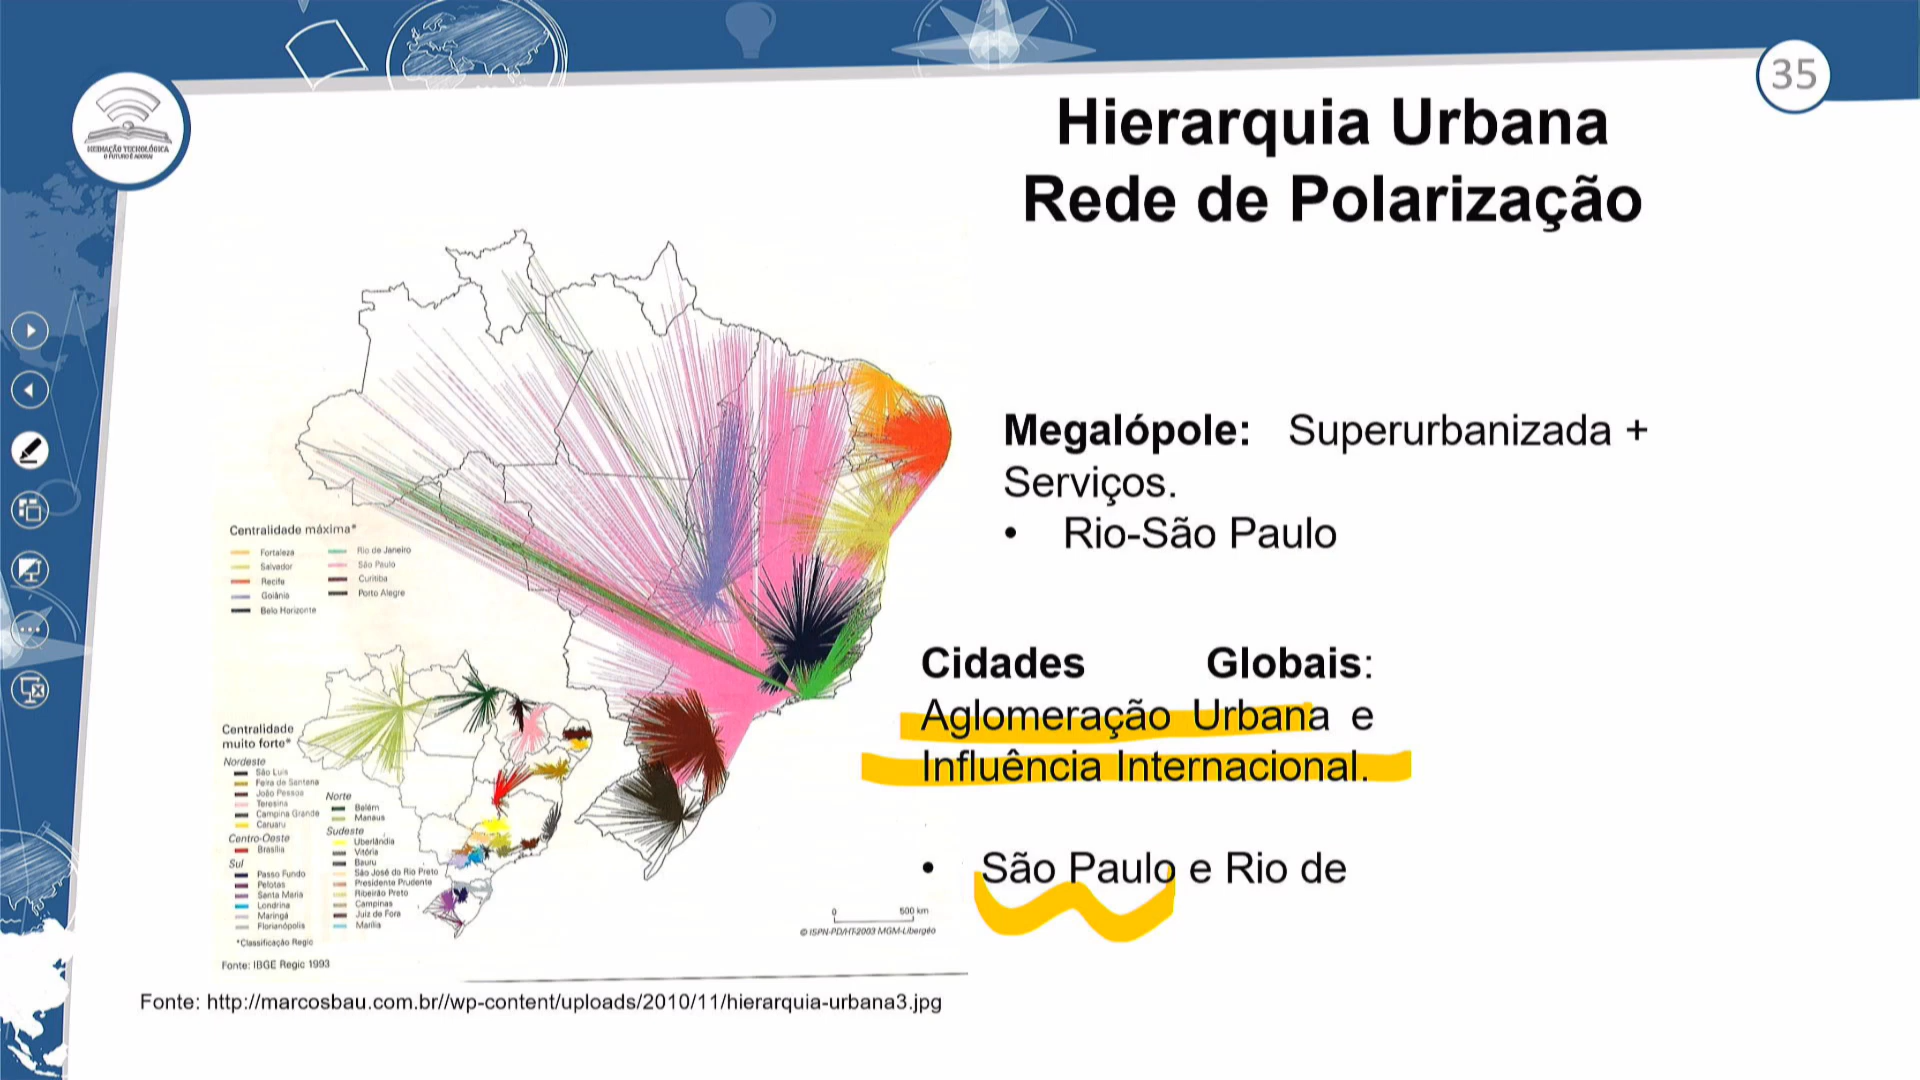 35
MEDIAÇÃO TECNOLÓGICA
O FUTURO É AGORA!
Hierarquia Urbana
Rede de Polarização
Megalópole: Superurbanizada +
Serviços.
• Rio-São Paulo
Cidades Globais:
Aglomeração Urbana e
Influência Internacional.
• São Paulo e Rio de
Centralidade máxima*
Fortaleza
Salvador
Recife
Goiânia
Belo Horizonte
Rio de Janeiro
São Paulo
Curitiba
Porto Alegre
Centralidade
muito forte*
Nordeste
São Luis
Feira de Santana
João Pessoa
Teresina
Campina Grande
Caruaru
Centro-Oeste
Brasília
Sul
Passo Fundo
Pelotas
Santa Maria
Londrina
Maringá
Florianópolis
Norte
Belém
Manaus
Sudeste
Uberlândia
Vitória
Bauru
São José do Rio Preto
Presidente Prudente
Ribeirão Preto
Campinas
Juiz de Fora
Marília
*Classificação Regic
Fonte: IBGE Regic 1993
0 500 km
© ISPN-PD/HT-2003 MGM-Libergéo
Fonte: http://marcosbau.com.br//wp-content/uploads/2010/11/hierarquia-urbana3.jpg